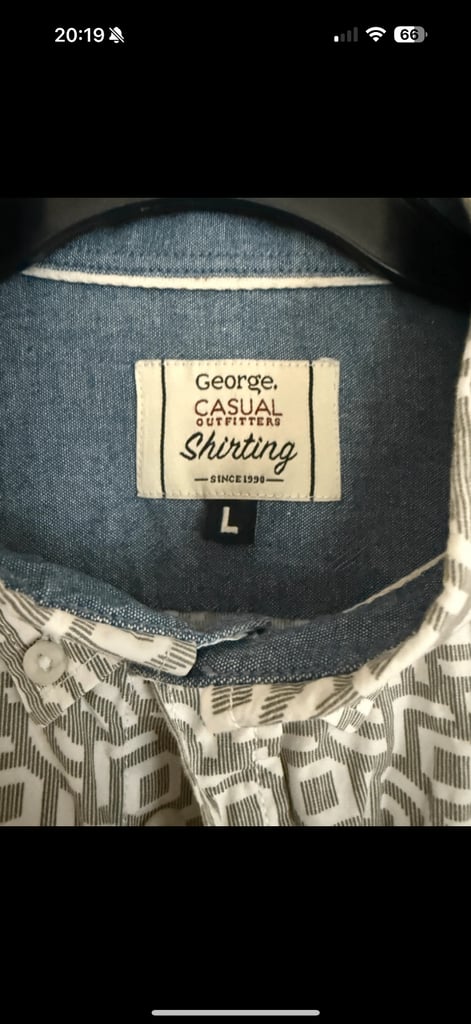 20:19
66
George.
CASUAL
OUTFITTERS
Shirting
SINCE 1990
L